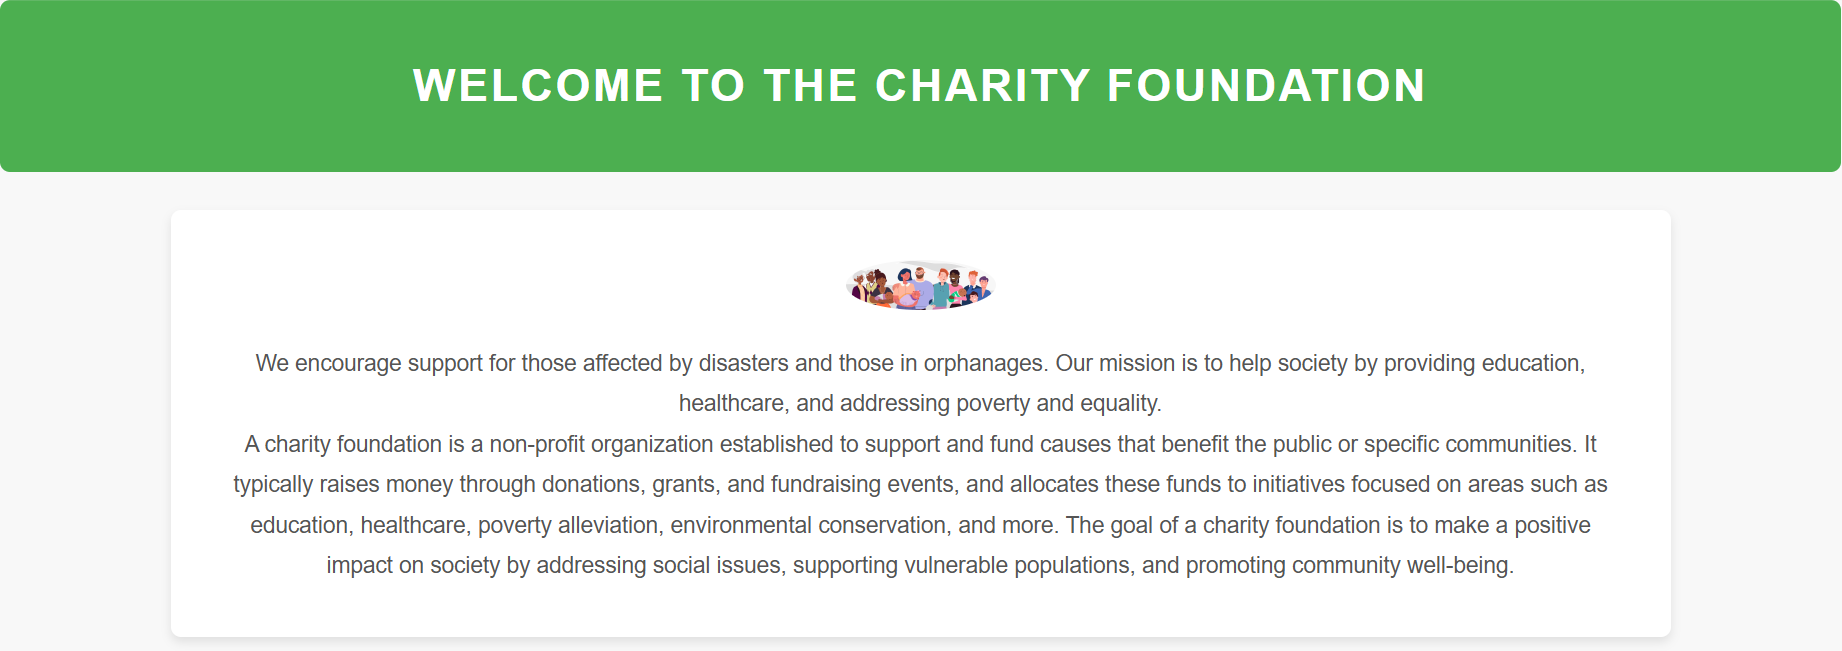 WELCOME TO THE CHARITY FOUNDATION
We encourage support for those affected by disasters and those in orphanages. Our mission is to help society by providing education,
healthcare, and addressing poverty and equality.
A charity foundation is a non-profit organization established to support and fund causes that benefit the public or specific communities. It
typically raises money through donations, grants, and fundraising events, and allocates these funds to initiatives focused on areas such as
education, healthcare, poverty alleviation, environmental conservation, and more. The goal of a charity foundation is to make a positive
impact on society by addressing social issues, supporting vulnerable populations, and promoting community well-being.